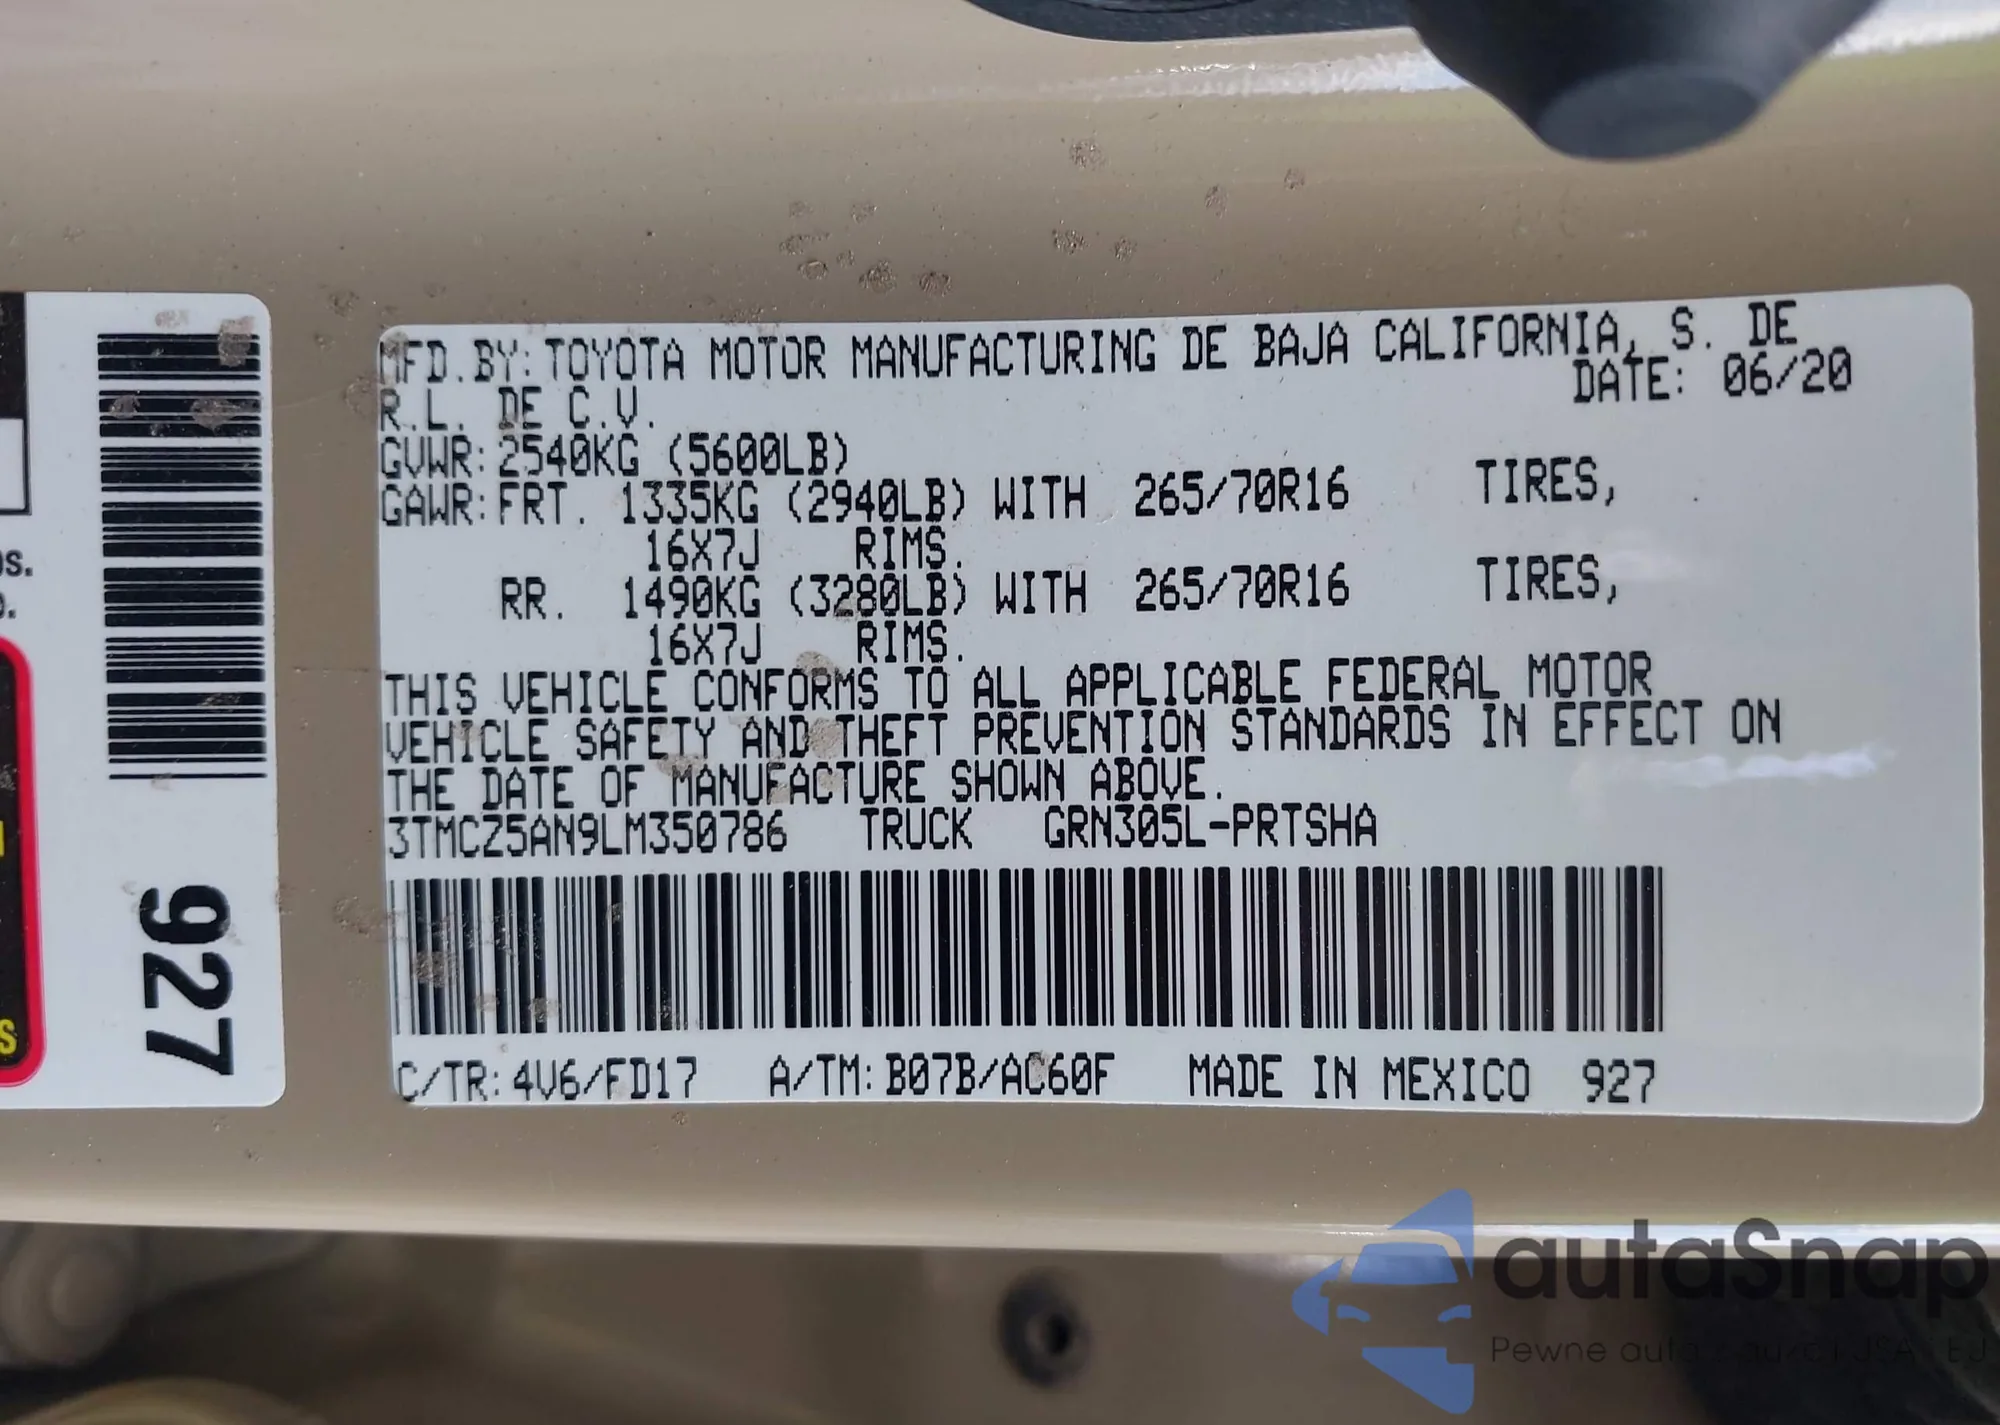 MFD.BY: TOYOTA MOTOR MANUFACTURING DE BAJA CALIFORNIA, S. DE
R.L. DE C.V. DATE: 06/20
GVWR: 2540KG (5600LB)
GAWR: FRT. 1335KG (2940LB) WITH 265/70R16 TIRES,
16X7J RIMS.
RR. 1490KG (3280LB) WITH 265/70R16 TIRES,
16X7J RIMS.
THIS VEHICLE CONFORMS TO ALL APPLICABLE FEDERAL MOTOR
VEHICLE SAFETY AND THEFT PREVENTION STANDARDS IN EFFECT ON
THE DATE OF MANUFACTURE SHOWN ABOVE.
3TMCZ5AN9LM350786 TRUCK GRN305L-PRTSHA
C/TR: 4V6/FD17 A/TM: B07B/AC60F MADE IN MEXICO 927
927
autaSnap
Pewne auta